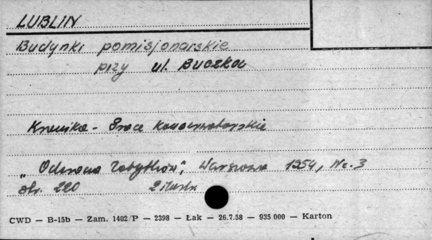 LUBLIN
Budynki pomisjonarskie
przy ul. Buczka
Kronika - Prace konserwatorskie
"Ochrona Zabytków", Warszawa 1954, Nr. 3
str. 220
CWD — B-15b — Zam. 1402/P — 2398 — Łak — 26.7.58 — 935.000 — Karton